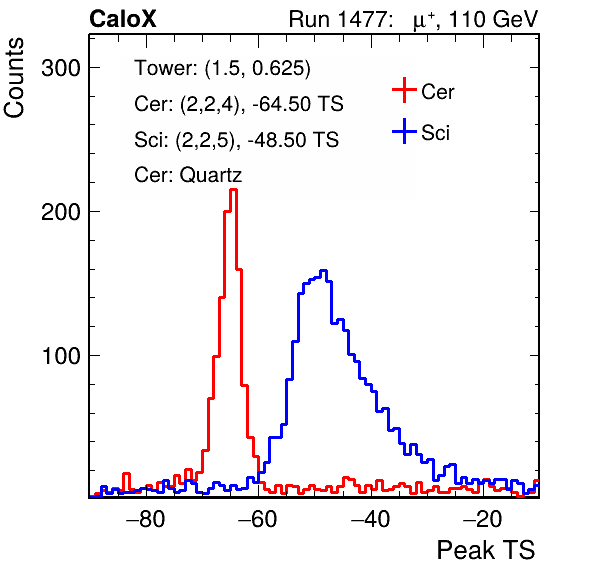 CaloX Run 1477: μ⁺, 110 GeV
Counts
300
200
100
Tower: (1.5, 0.625)
Cer: (2,2,4), -64.50 TS
Sci: (2,2,5), -48.50 TS
Cer: Quartz
Cer
Sci
−80 −60 −40 −20
Peak TS